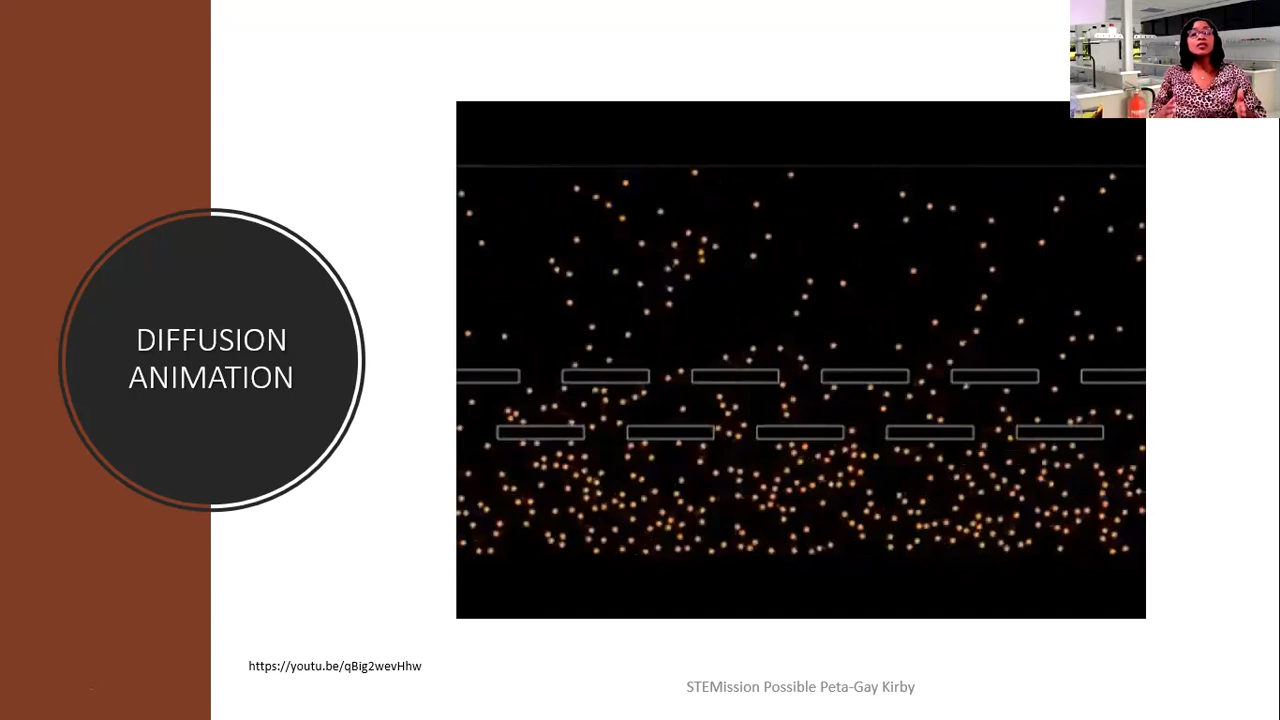 DIFFUSION
ANIMATION
https://youtu.be/qBig2wevHhw
STEMission Possible Peta-Gay Kirby